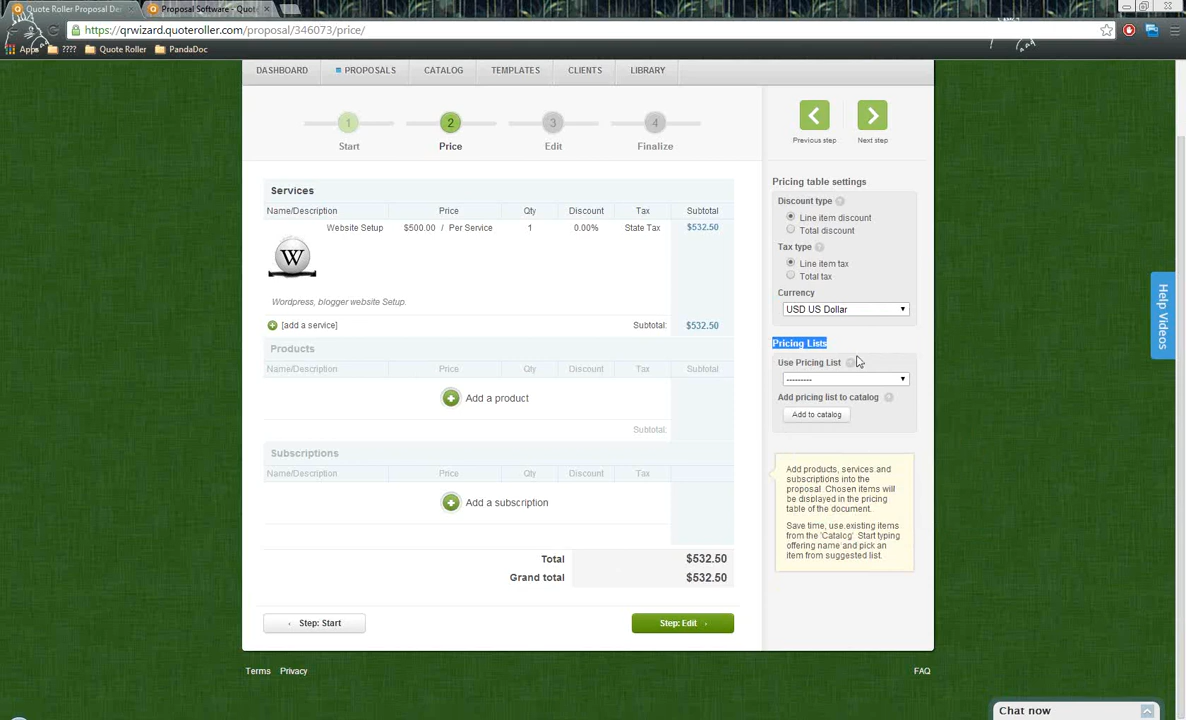 Quote Roller Proposal De
Proposal Software - Quot
https://qrwizard.quoteroller.com/proposal/346073/price/
Apps
????
Quote Roller
PandaDoc
DASHBOARD
PROPOSALS
CATALOG
TEMPLATES
CLIENTS
LIBRARY
1
2
3
4
Start
Price
Edit
Finalize
Previous step
Next step
Services
Name/Description Price Qty Discount Tax Subtotal
Website Setup $500.00 / Per Service 1 0.00% State Tax $532.50
W
Wordpress, blogger website Setup.
[add a service]
Subtotal: $532.50
Products
Name/Description Price Qty Discount Tax Subtotal
Add a product
Subtotal:
Subscriptions
Name/Description Price Qty Discount Tax
Add a subscription
Total $532.50
Grand total $532.50
Step: Start
Step: Edit
Pricing table settings
Discount type ?
Line item discount
Total discount
Tax type ?
Line item tax
Total tax
Currency
USD US Dollar
Pricing Lists
Use Pricing List ?
---------
Add pricing list to catalog ?
Add to catalog
Add products, services and
subscriptions into the
proposal. Chosen items will
be displayed in the pricing
table of the document.
Save time, use existing items
from the 'Catalog'. Start typing
offering name and pick an
item from suggested list.
Help Videos
Terms
Privacy
FAQ
Chat now